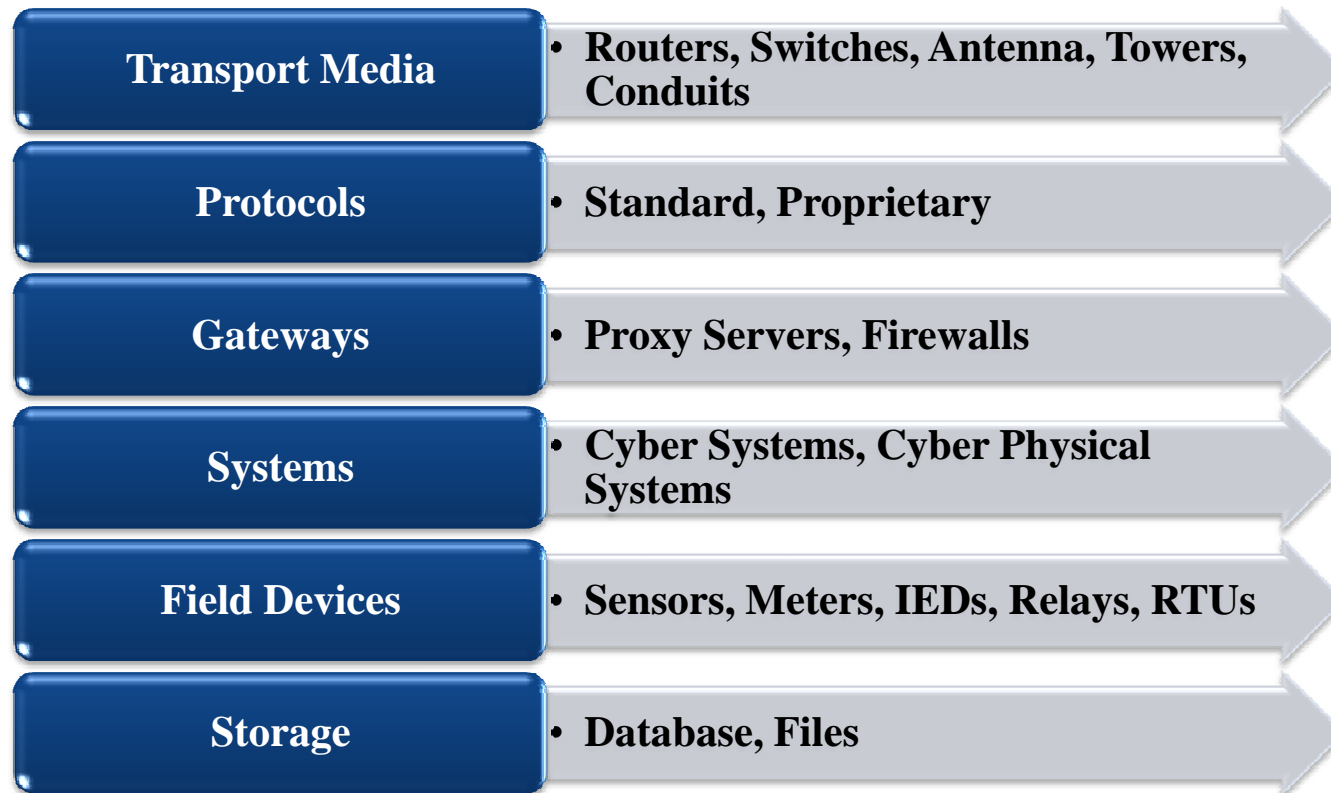 Transport Media
• Routers, Switches, Antenna, Towers,
Conduits
Protocols
• Standard, Proprietary
Gateways
• Proxy Servers, Firewalls
Systems
• Cyber Systems, Cyber Physical
Systems
Field Devices
• Sensors, Meters, IEDs, Relays, RTUs
Storage
• Database, Files